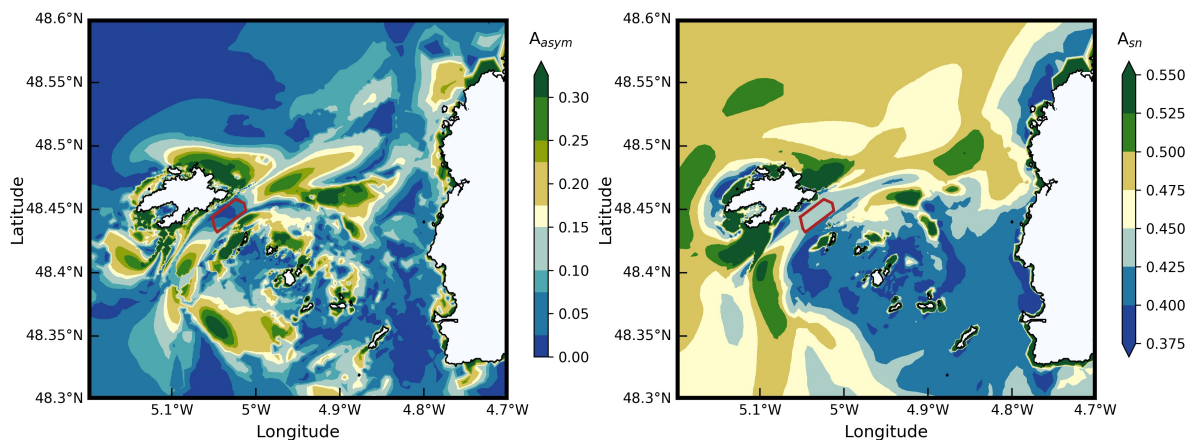 48.6°N
48.55°N
48.5°N
48.45°N
48.4°N
48.35°N
48.3°N
Latitude
5.1°W
5°W
4.9°W
4.8°W
4.7°W
Longitude
A_asym
0.30
0.25
0.20
0.15
0.10
0.05
0.00
48.6°N
48.55°N
48.5°N
48.45°N
48.4°N
48.35°N
48.3°N
Latitude
5.1°W
5°W
4.9°W
4.8°W
4.7°W
Longitude
A_sn
0.550
0.525
0.500
0.475
0.450
0.425
0.400
0.375